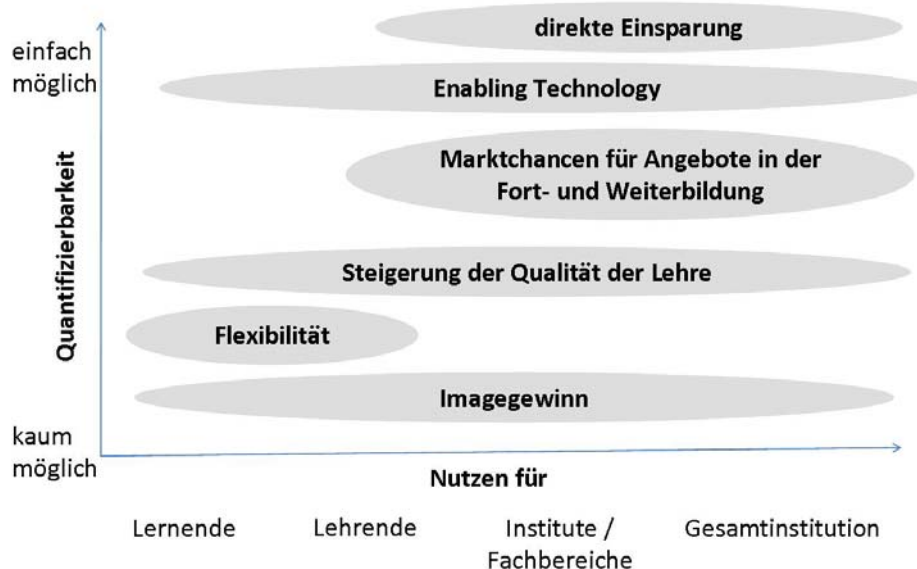 direkte Einsparung
einfach
möglich
Enabling Technology
Marktchancen für Angebote in der
Fort- und Weiterbildung
Quantifizierbarkeit
Steigerung der Qualität der Lehre
Flexibilität
Imagegewinn
kaum
möglich
Nutzen für
Lernende
Lehrende
Institute /
Fachbereiche
Gesamtinstitution